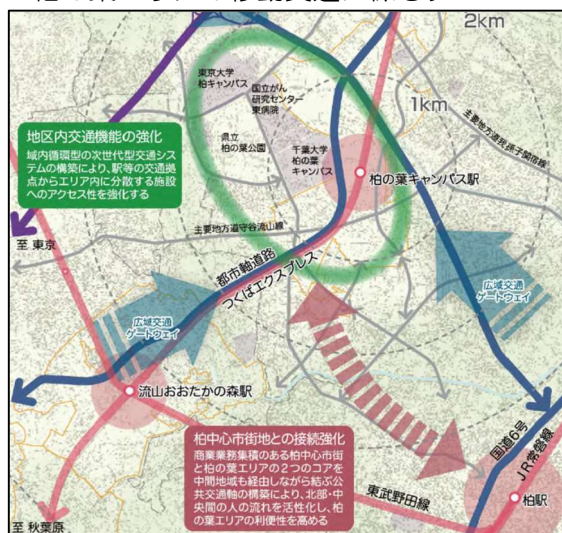 2km
1km
東京大学
柏キャンパス
国立がん
研究センター
東病院
県立
柏の葉公園
千葉大学
柏の葉
キャンパス
柏の葉キャンパス駅
主要地方道我孫子関宿線
地区内交通機能の強化
域内循環型の次世代型交通シス
テムの構築により、駅等の交通拠
点からエリア内に分散する施設
へのアクセス性を強化する
主要地方道守谷流山線
至 東京
都市軸道路
つくばエクスプレス
広域交通
ゲートウェイ
広域交通
ゲートウェイ
流山おおたかの森駅
柏中心市街地との接続強化
商業業務集積のある柏中心市街
と柏の葉エリアの2つのコアを
中間地域も経由しながら結ぶ公
共交通軸の構築により、北部・中
央間の人の流れを活性化し、柏
の葉エリアの利便性を高める
国道6号
JR常磐線
東武野田線
柏駅
至 秋葉原